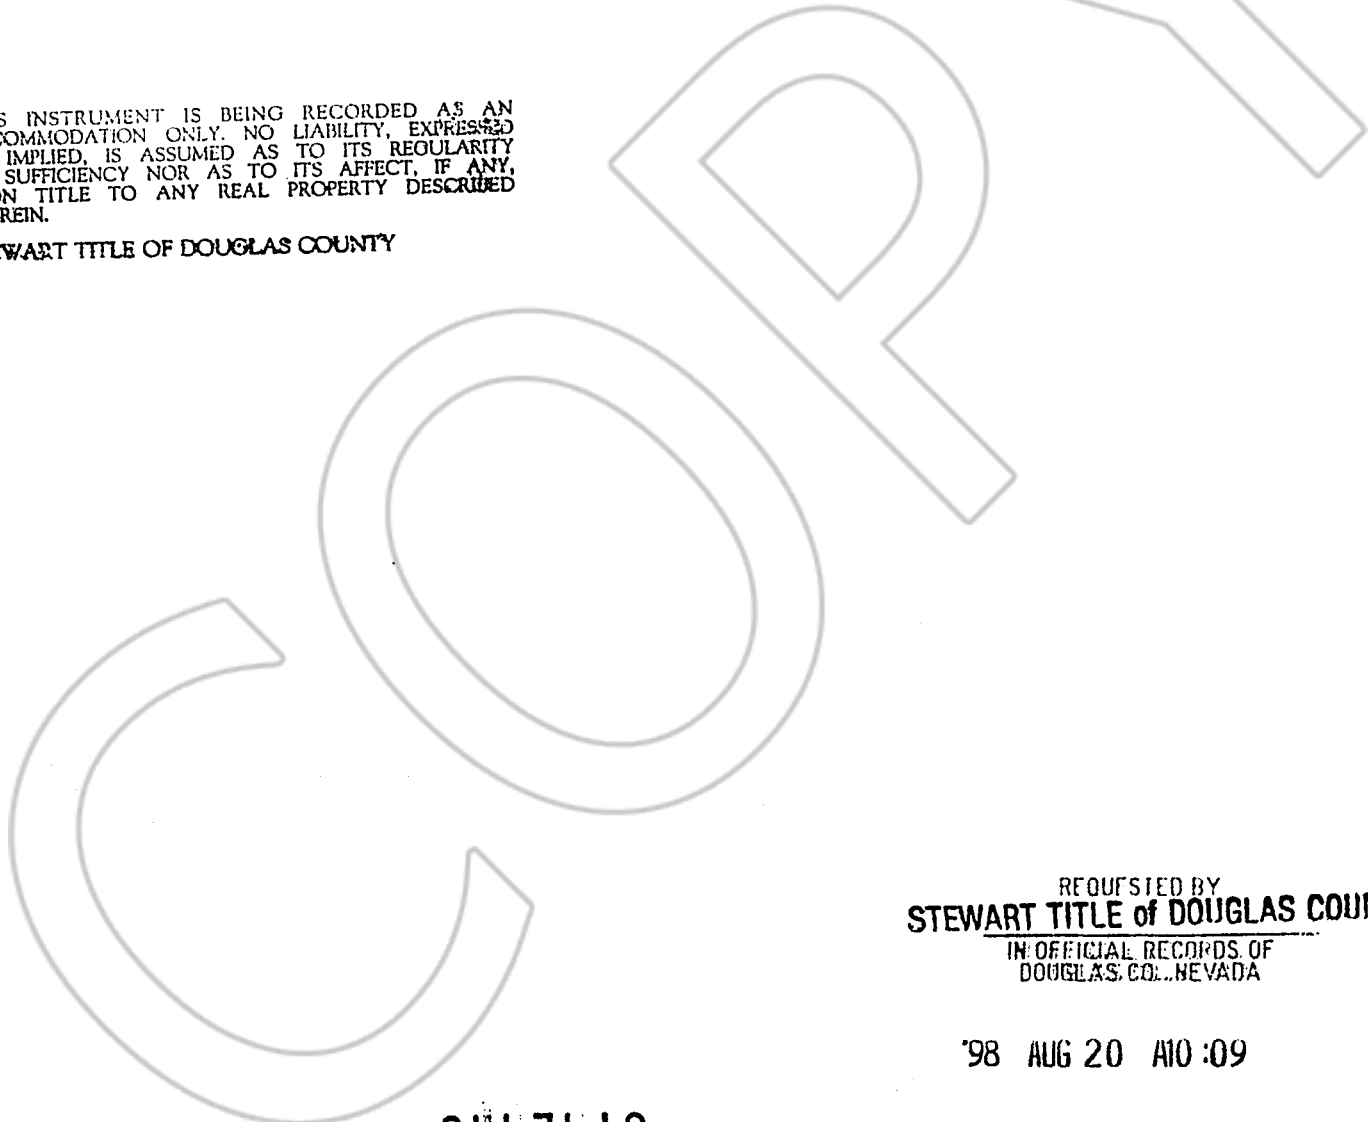 S INSTRUMENT IS BEING RECORDED AS AN
COMMODATION ONLY. NO LIABILITY, EXPRESSED
IMPLIED, IS ASSUMED AS TO ITS REGULARITY
SUFFICIENCY NOR AS TO ITS AFFECT, IF ANY,
ON TITLE TO ANY REAL PROPERTY DESCRIBED
REIN.
WART TITLE OF DOUGLAS COUNTY
COPY
REQUESTED BY
STEWART TITLE of DOUGLAS COU
IN OFFICIAL RECORDS OF
DOUGLAS CO., NEVADA
'98 AUG 20 A10:09